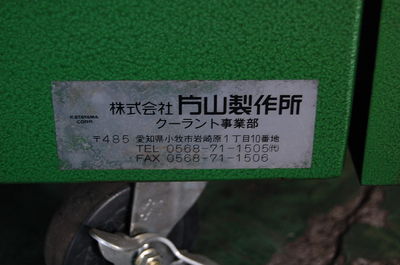 株式会社 片山製作所
KATAYAMA
CORP.
クーラント事業部
〒485 愛知県小牧市岩崎原1丁目10番地
TEL 0568-71-1505㈹
FAX 0568-71-1506